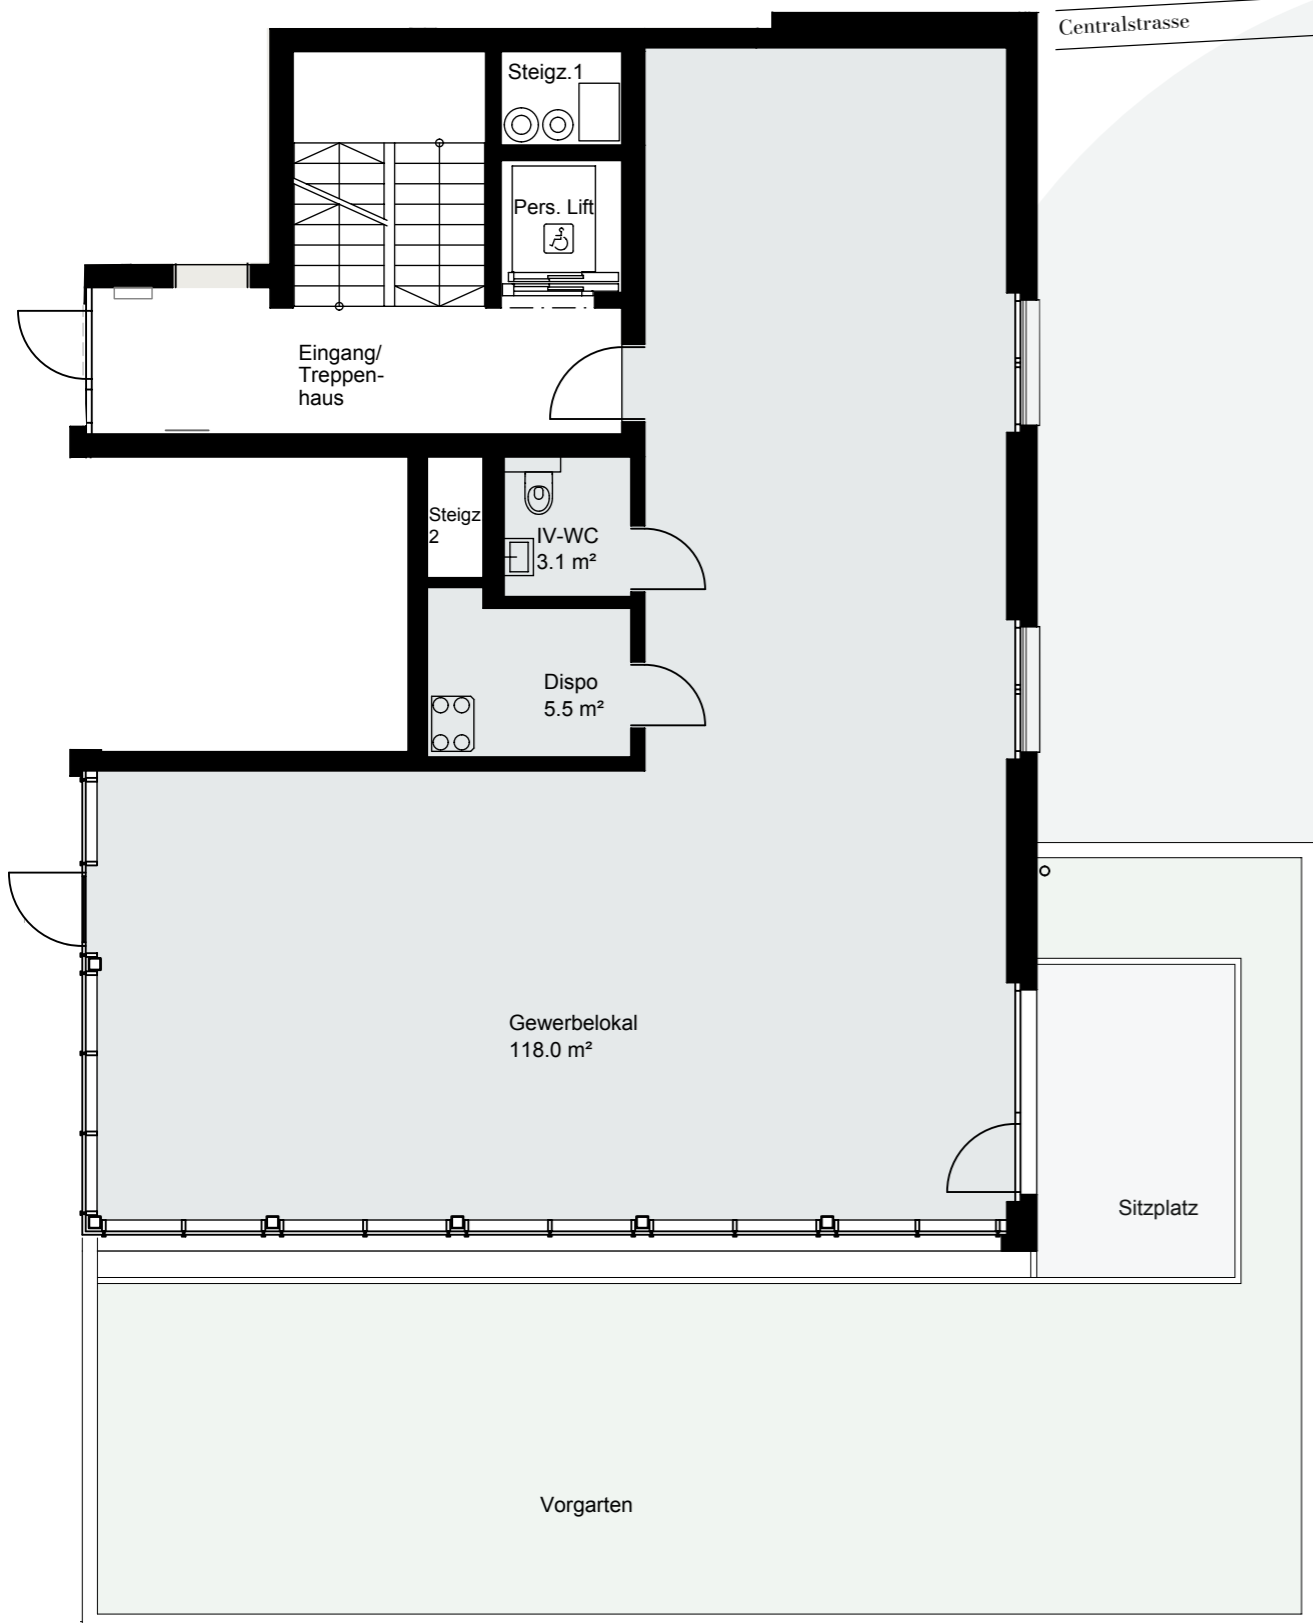 Centralstrasse
Steigz.1
Pers. Lift
Eingang/
Treppen-
haus
Steigz
2
IV-WC
3.1 m²
Dispo
5.5 m²
Gewerbelokal
118.0 m²
Sitzplatz
Vorgarten